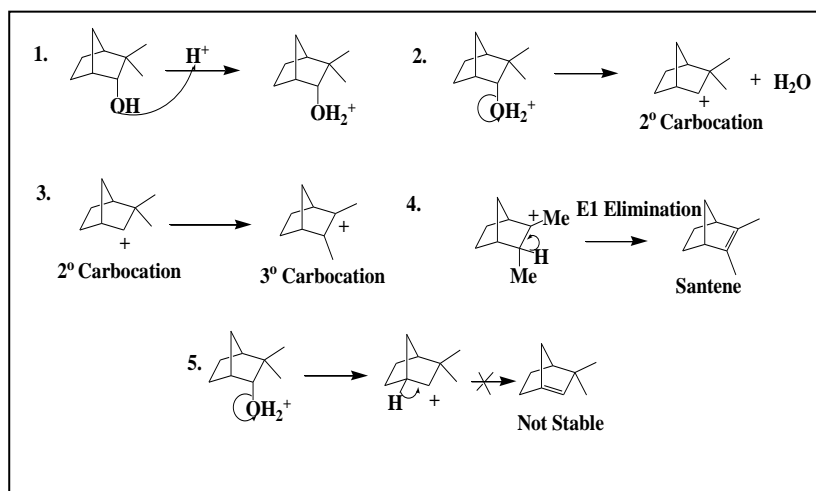 1.
H+
OH
OH2+
2.
OH2+
+ H2O
+
2o Carbocation
3.
+
2o Carbocation
+
3o Carbocation
4.
+
Me
H
Me
E1 Elimination
Santene
5.
OH2+
H
+
Not Stable